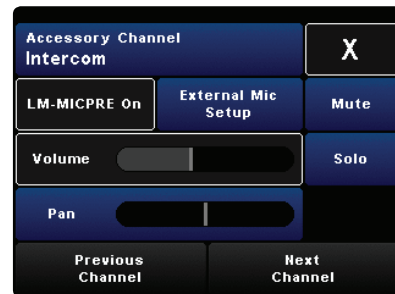 Accessory Channel
Intercom
X
LM-MICPRE On
External Mic
Setup
Mute
Volume
Solo
Pan
Previous
Channel
Next
Channel